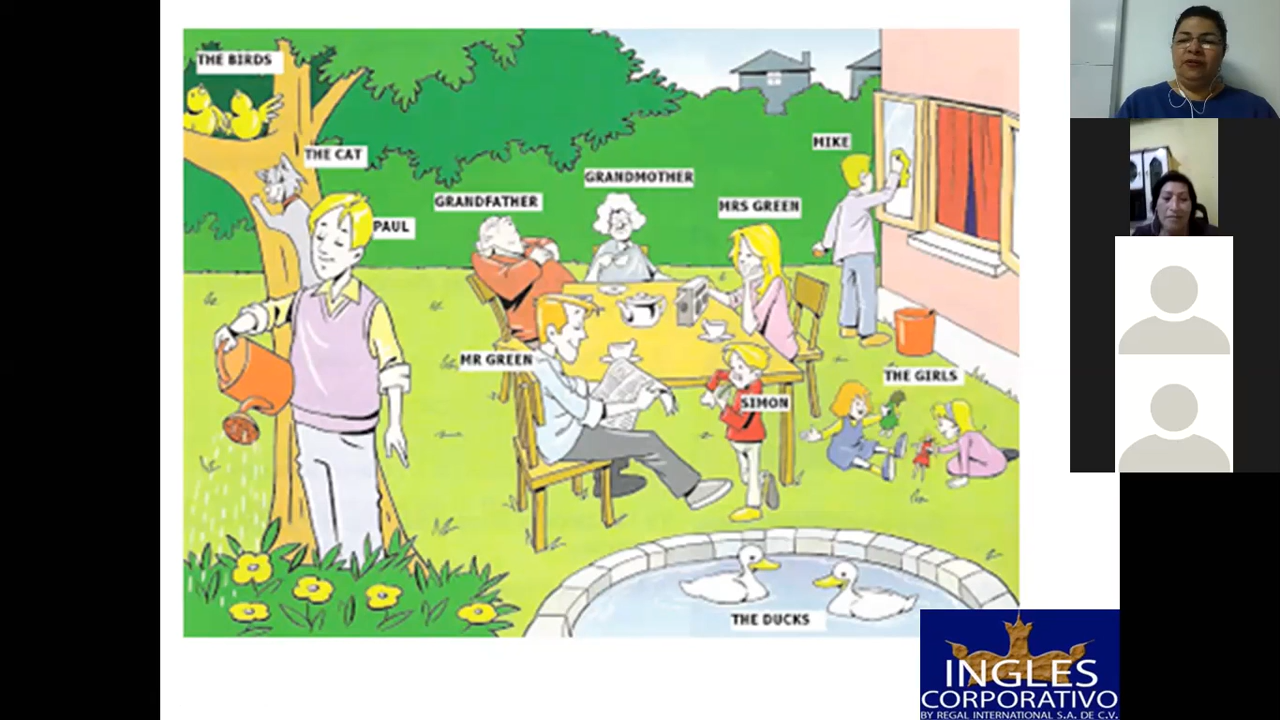 THE BIRDS
THE CAT
PAUL
GRANDFATHER
GRANDMOTHER
MRS GREEN
MIKE
MR GREEN
SIMON
THE GIRLS
THE DUCKS
INGLES
CORPORATIVO
BY REGAL INTERNATIONAL S.A. DE C.V.